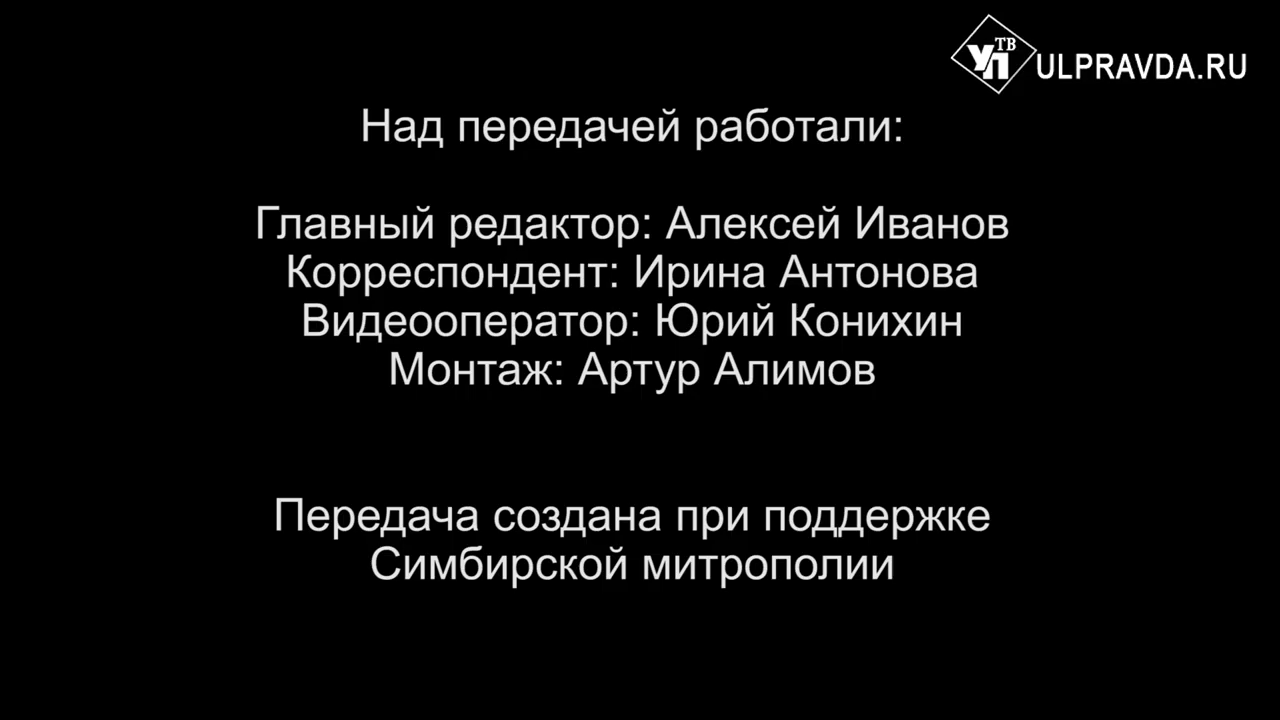 УП ТВ
ULPRAVDA.RU
Над передачей работали:
Главный редактор: Алексей Иванов
Корреспондент: Ирина Антонова
Видеооператор: Юрий Конихин
Монтаж: Артур Алимов
Передача создана при поддержке
Симбирской митрополии